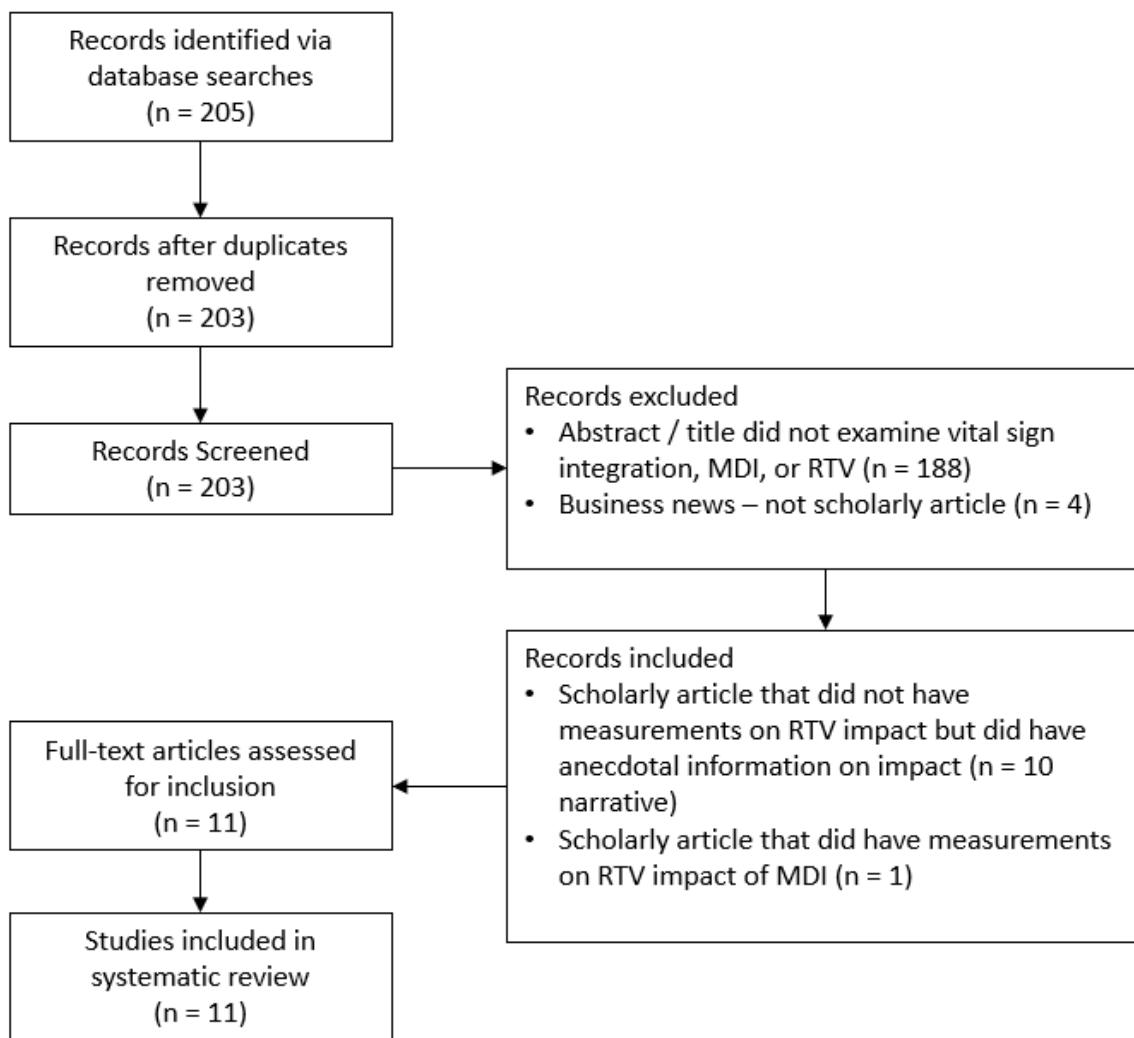 Records identified via
database searches
(n = 205)
Records after duplicates
removed
(n = 203)
Records Screened
(n = 203)
Records excluded
• Abstract / title did not examine vital sign
integration, MDI, or RTV (n = 188)
• Business news – not scholarly article (n = 4)
Records included
• Scholarly article that did not have
measurements on RTV impact but did have
anecdotal information on impact (n = 10
narrative)
• Scholarly article that did have measurements
on RTV impact of MDI (n = 1)
Full-text articles assessed
for inclusion
(n = 11)
Studies included in
systematic review
(n = 11)